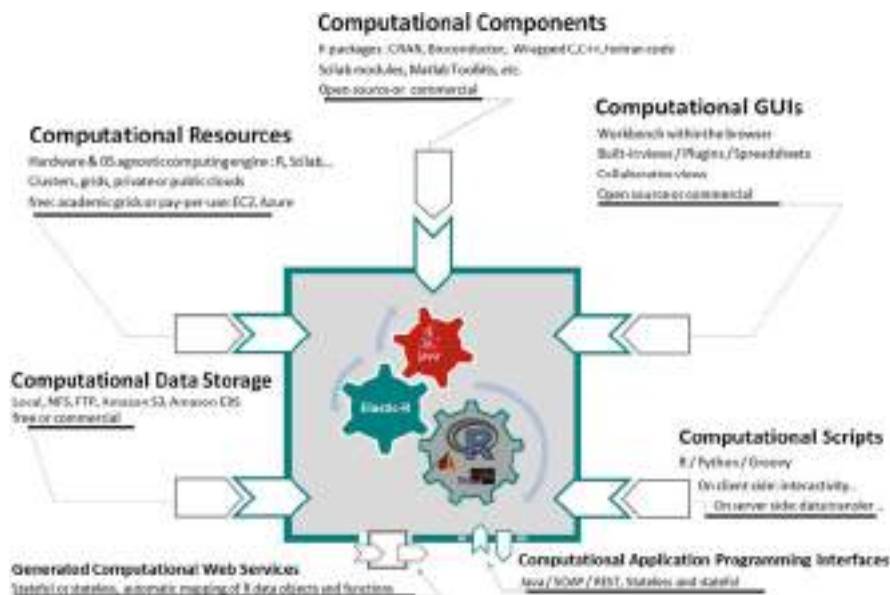 Computational Components
R packages : CRAN, Bioconductor, Wrapped C,C++,Fortran code
Scilab modules, Matlab Toolkits, etc.
Open source or commercial
Computational GUIs
Workbench within the browser
Built-in views / Plugins / Spreadsheets
Collaborative views
Open source or commercial
Computational Resources
Hardware & OS agnostic computing engine : R, Scilab,..
Clusters, grids, private or public clouds
free: academic grids or pay-per-use: EC2, Azure
Computational Data Storage
Local, NFS, FTP, Amazon S3, Amazon EBS
free or commercial
java
Elastic-R
R
Computational Scripts
R / Python / Groovy
On client side: interactivity..
On server side: data transfer ..
Generated Computational Web Services
Stateful or stateless, automatic mapping of R data objects and functions
Computational Application Programming Interfaces
Java / SOAP / REST, Stateless and stateful